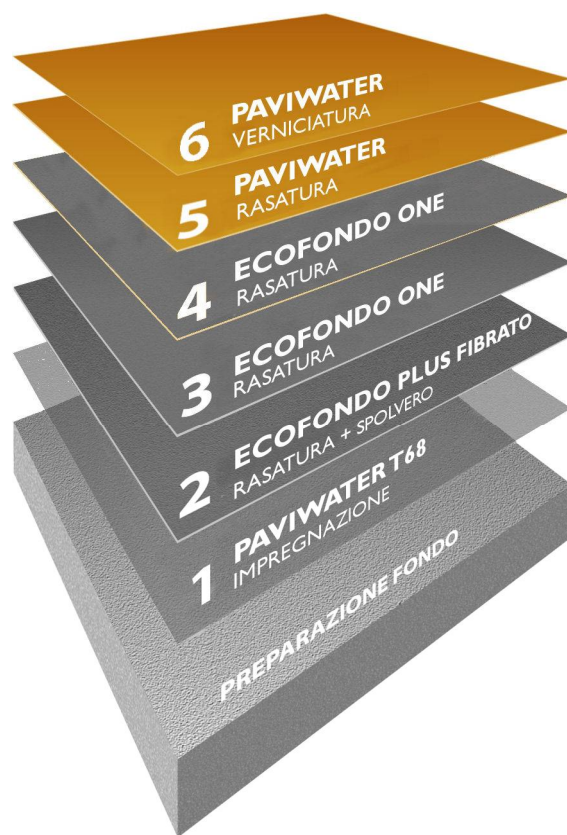 6 PAVIWATER
VERNICIATURA
5 PAVIWATER
RASATURA
4 ECOFONDO ONE
RASATURA
3 ECOFONDO ONE
RASATURA
2 ECOFONDO PLUS FIBRATO
RASATURA + SPOLVERO
1 PAVIWATER T68
IMPREGNAZIONE
PREPARAZIONE FONDO